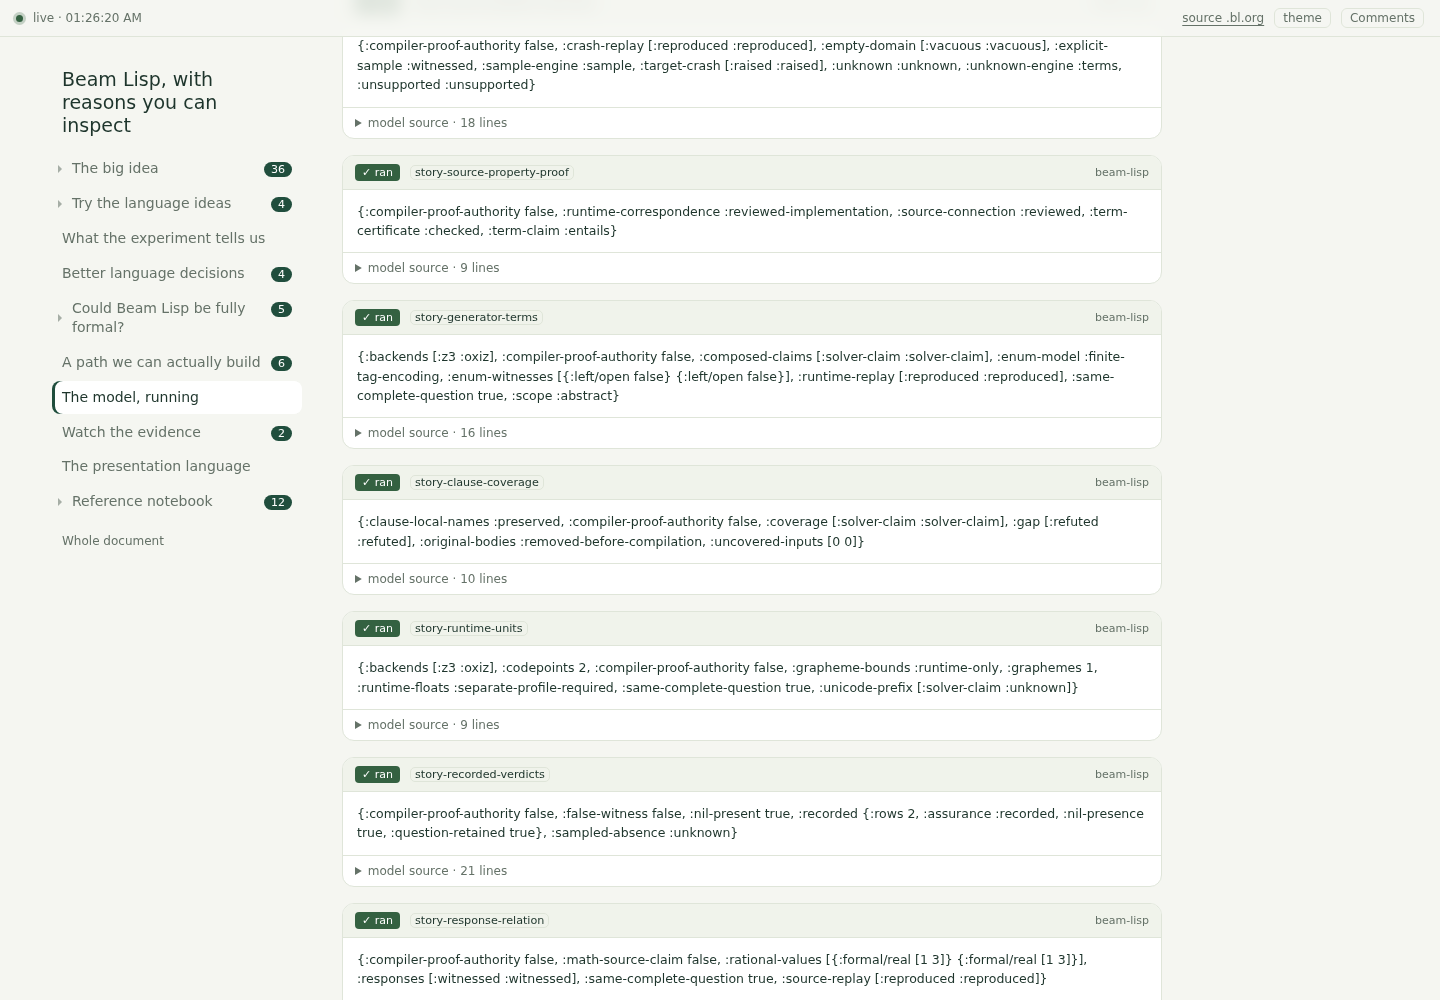 live · 01:26:20 AM
source .bl.org
theme
Comments
Beam Lisp, with
reasons you can
inspect
The big idea
36
Try the language ideas
4
What the experiment tells us
Better language decisions
4
Could Beam Lisp be fully
formal?
5
A path we can actually build
6
The model, running
Watch the evidence
2
The presentation language
Reference notebook
12
Whole document
{:compiler-proof-authority false, :crash-replay [:reproduced :reproduced], :empty-domain [:vacuous :vacuous], :explicit-
sample :witnessed, :sample-engine :sample, :target-crash [:raised :raised], :unknown :unknown, :unknown-engine :terms,
:unsupported :unsupported}
model source · 18 lines
✓ ran
story-source-property-proof
beam-lisp
{:compiler-proof-authority false, :runtime-correspondence :reviewed-implementation, :source-connection :reviewed, :term-
certificate :checked, :term-claim :entails}
model source · 9 lines
✓ ran
story-generator-terms
beam-lisp
{:backends [:z3 :oxiz], :compiler-proof-authority false, :composed-claims [:solver-claim :solver-claim], :enum-model :finite-
tag-encoding, :enum-witnesses [{:left/open false} {:left/open false}], :runtime-replay [:reproduced :reproduced], :same-
complete-question true, :scope :abstract}
model source · 16 lines
✓ ran
story-clause-coverage
beam-lisp
{:clause-local-names :preserved, :compiler-proof-authority false, :coverage [:solver-claim :solver-claim], :gap [:refuted
:refuted], :original-bodies :removed-before-compilation, :uncovered-inputs [0 0]}
model source · 10 lines
✓ ran
story-runtime-units
beam-lisp
{:backends [:z3 :oxiz], :codepoints 2, :compiler-proof-authority false, :grapheme-bounds :runtime-only, :graphemes 1,
:runtime-floats :separate-profile-required, :same-complete-question true, :unicode-prefix [:solver-claim :unknown]}
model source · 9 lines
✓ ran
story-recorded-verdicts
beam-lisp
{:compiler-proof-authority false, :false-witness false, :nil-present true, :recorded {:rows 2, :assurance :recorded, :nil-presence
true, :question-retained true}, :sampled-absence :unknown}
model source · 21 lines
✓ ran
story-response-relation
beam-lisp
{:compiler-proof-authority false, :math-source-claim false, :rational-values [{:formal/real [1 3]} {:formal/real [1 3]}],
:responses [:witnessed :witnessed], :same-complete-question true, :source-replay [:reproduced :reproduced]}